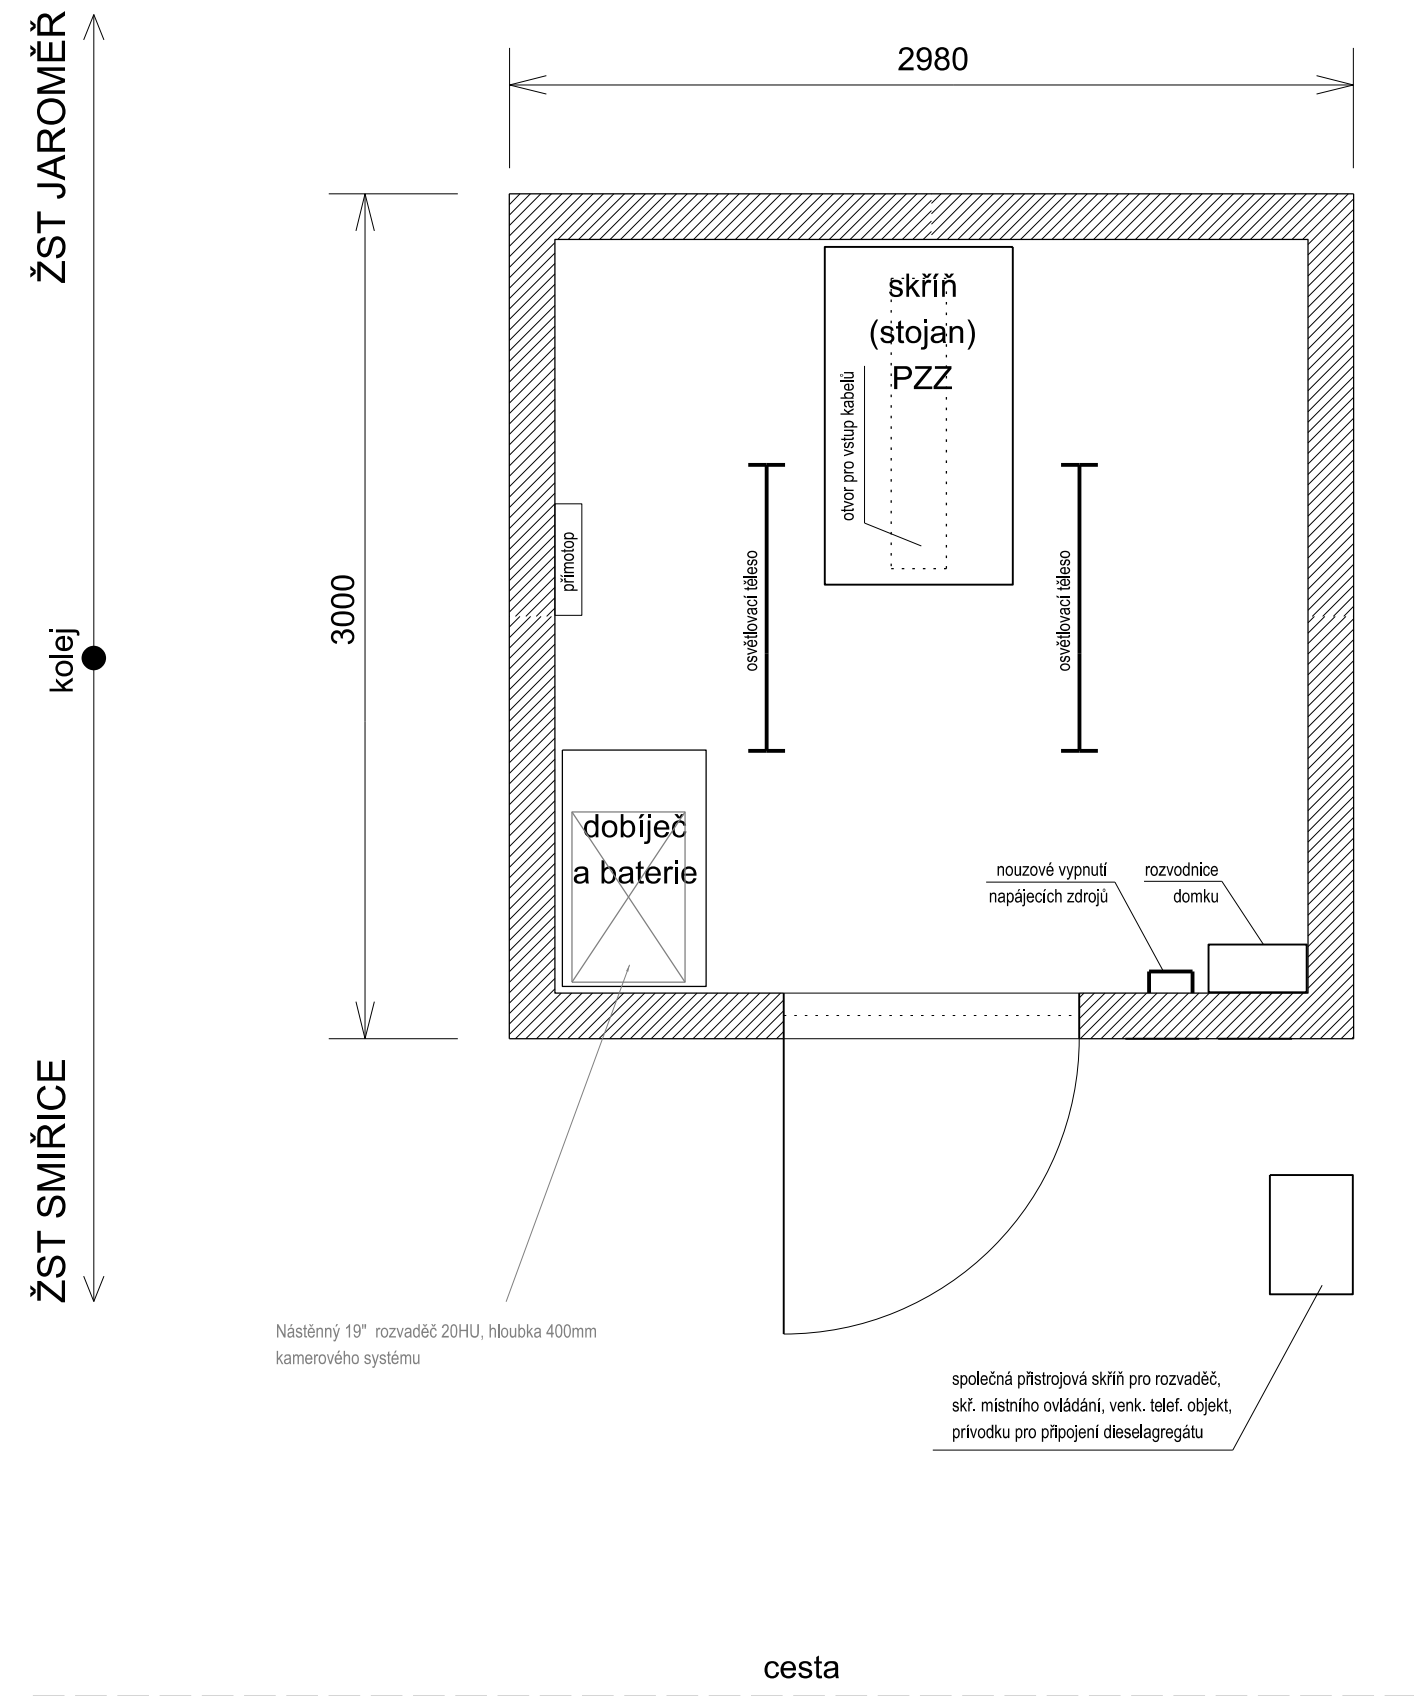 ŽST JAROMĚŘ
2980
skříň
(stojan)
PZZ
otvor pro vstup kabelů
přímotop
osvětlovací těleso
osvětlovací těleso
3000
kolej
dobíječ
a baterie
nouzové vypnutí
napájecích zdrojů
rozvodnice
domku
ŽST SMIŘICE
Nástěnný 19" rozvaděč 20HU, hloubka 400mm
kamerového systému
společná přistrojová skříň pro rozvaděč,
skř. místního ovládání, venk. telef. objekt,
prívodku pro připojení dieselagregátu
cesta